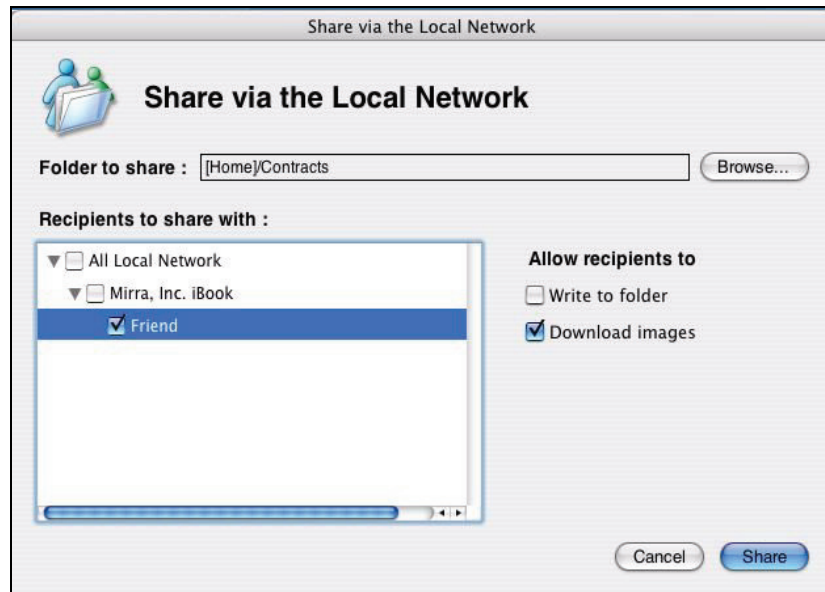 Share via the Local Network
Share via the Local Network
Folder to share : [Home]/Contracts Browse...
Recipients to share with :
All Local Network
Mirra, Inc. iBook
Friend
Allow recipients to
Write to folder
Download images
Cancel Share